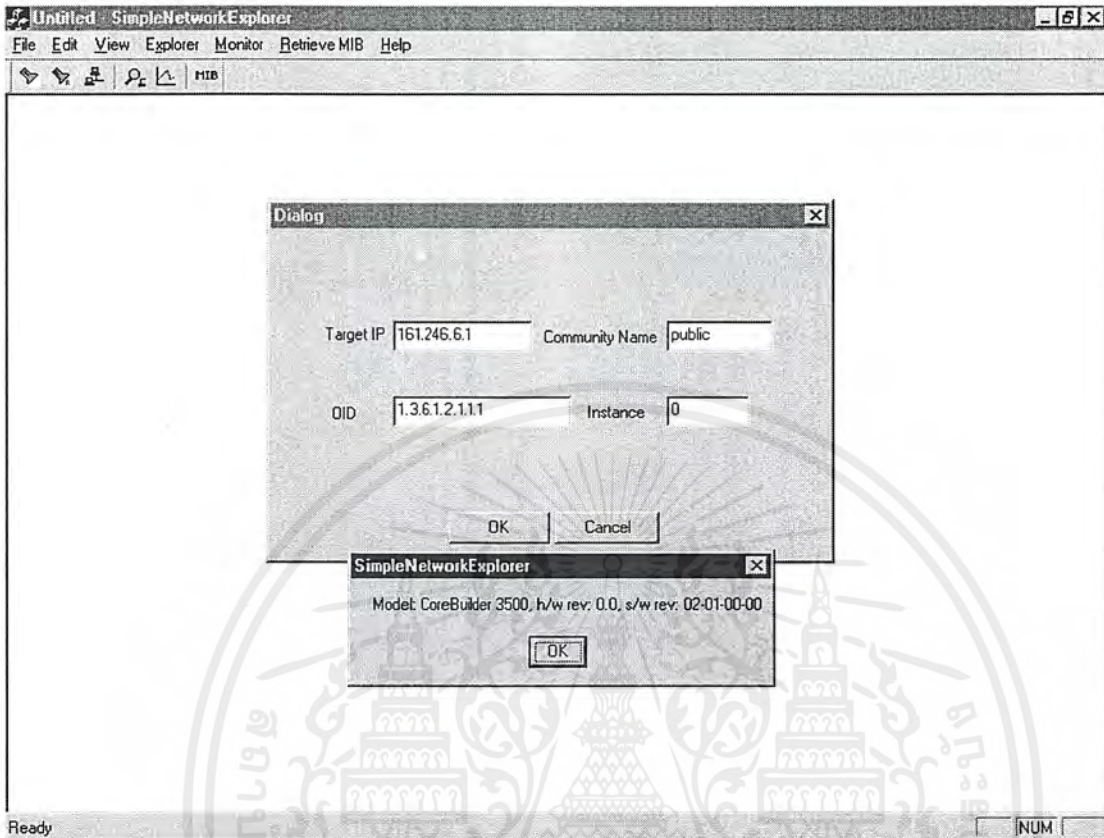 Untitled - SimpleNetworkExplorer
File Edit View Explorer Monitor Retrieve MIB Help
MIB
Dialog
Target IP 161.246.6.1 Community Name public
OID 1.3.6.1.2.1.1.1 Instance 0
OK Cancel
SimpleNetworkExplorer
Model: CoreBuilder 3500, h/w rev: 0.0, s/w rev: 02-01-00-00
OK
Ready NUM